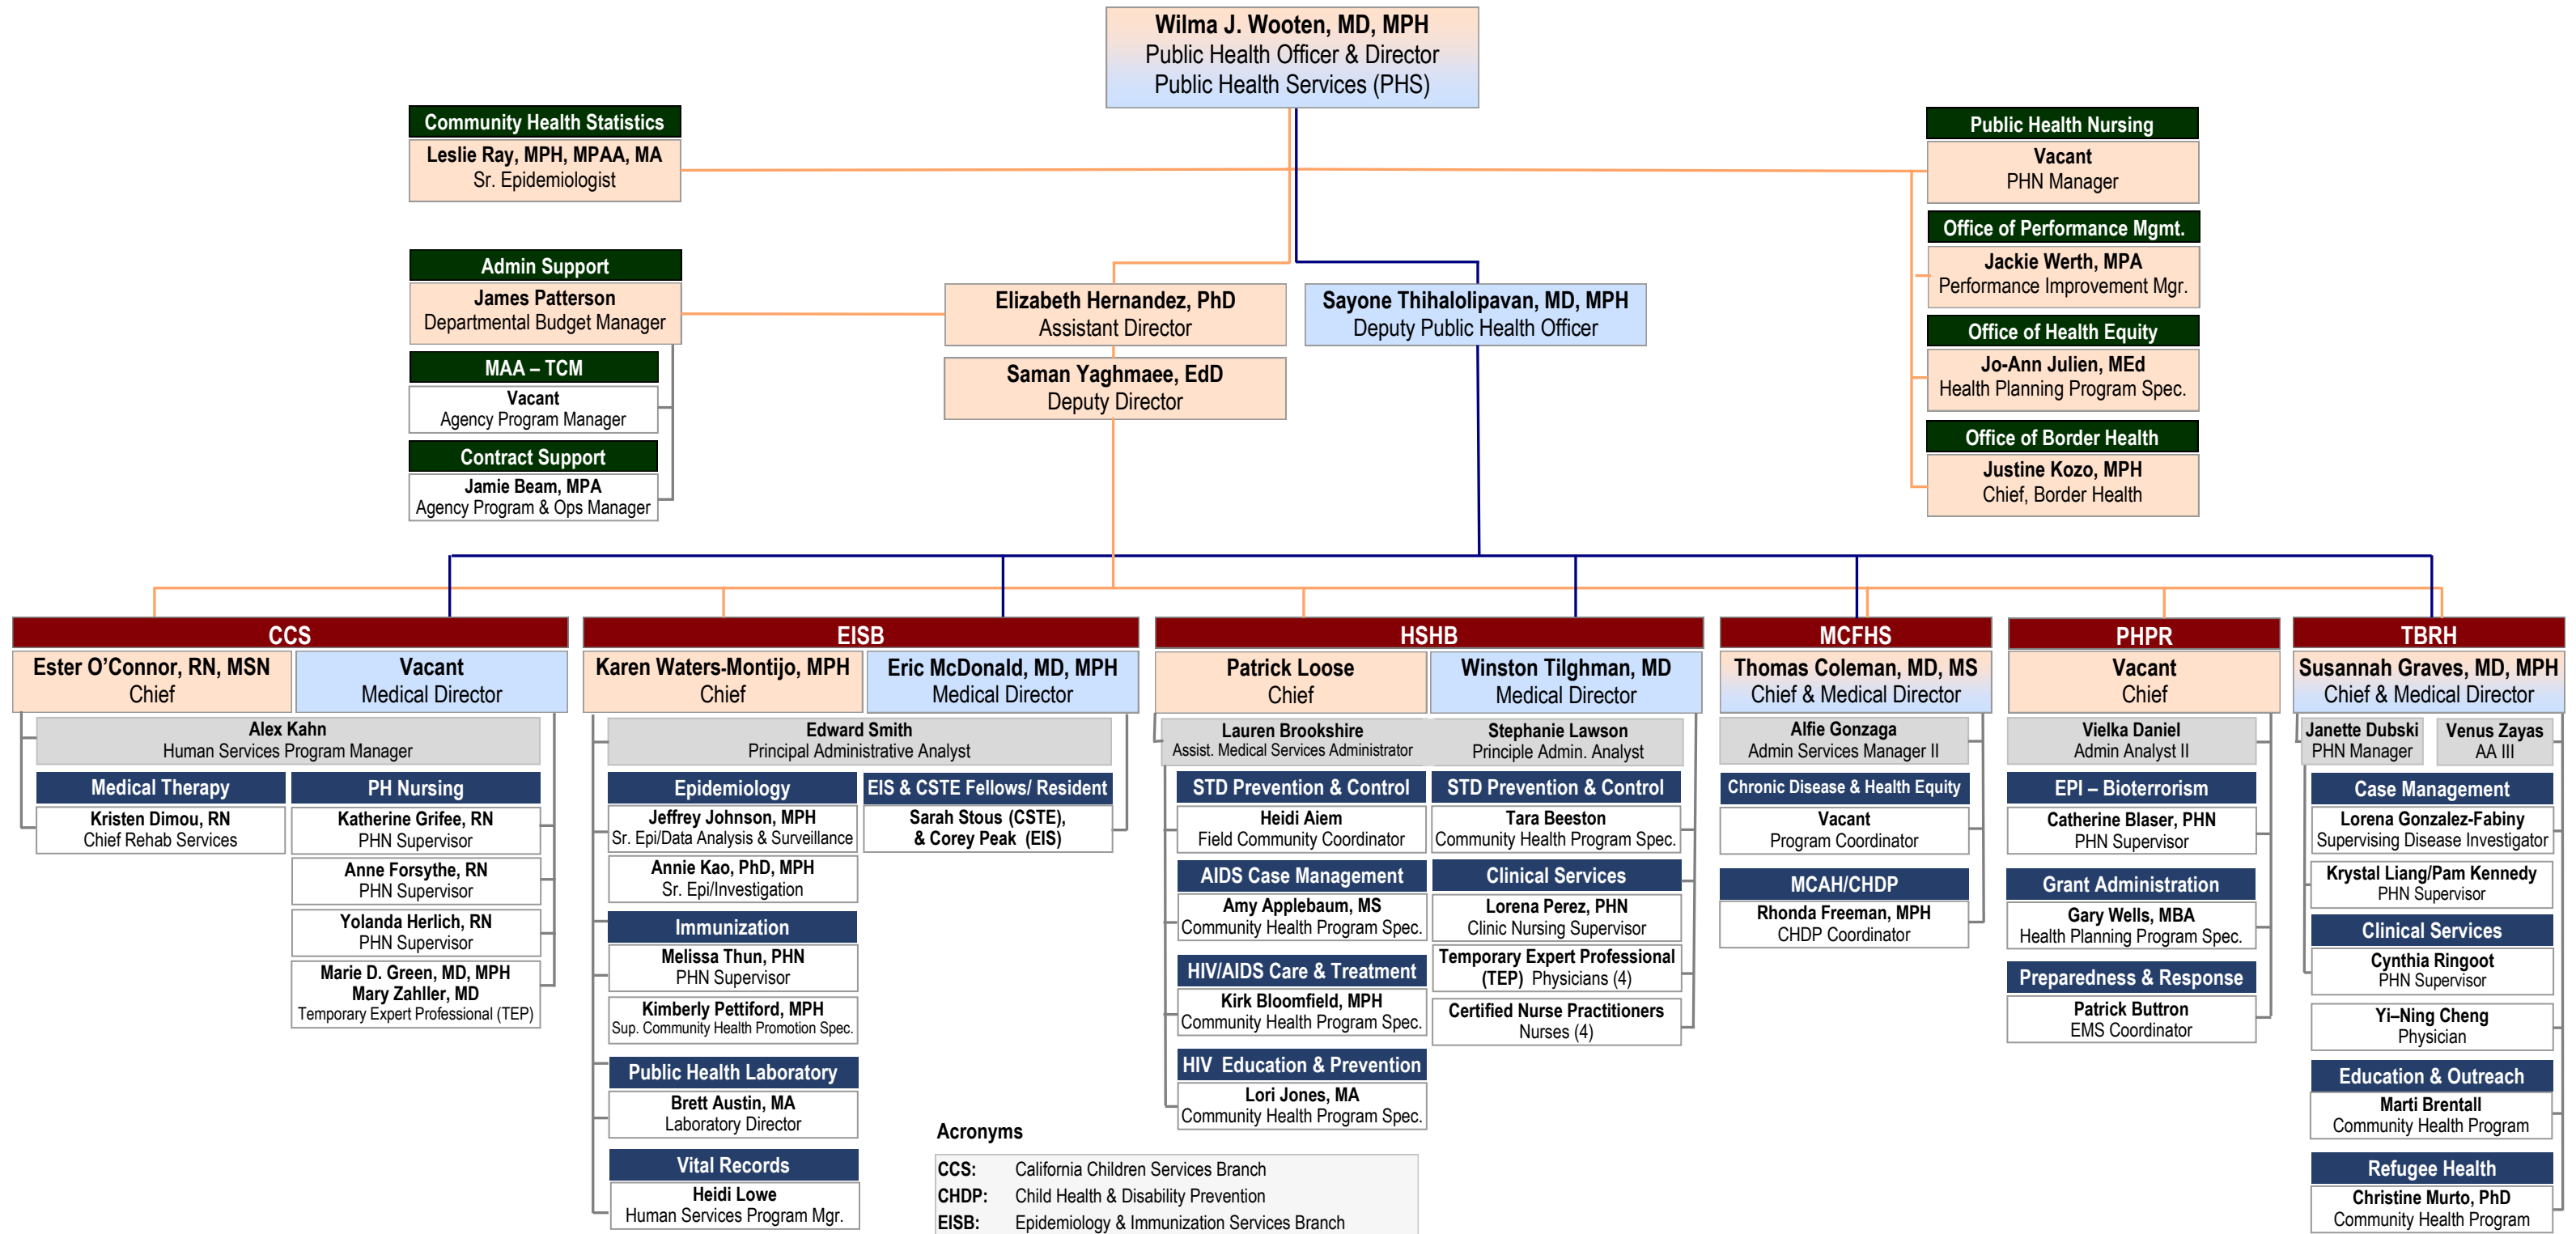 Wilma J. Wooten, MD, MPH
Public Health Officer & Director
Public Health Services (PHS)
Community Health Statistics
Leslie Ray, MPH, MPAA, MA
Sr. Epidemiologist
Public Health Nursing
Vacant
PHN Manager
Office of Performance Mgmt.
Jackie Werth, MPA
Performance Improvement Mgr.
Office of Health Equity
Jo-Ann Julien, MEd
Health Planning Program Spec.
Office of Border Health
Justine Kozo, MPH
Chief, Border Health
Admin Support
James Patterson
Departmental Budget Manager
MAA – TCM
Vacant
Agency Program Manager
Contract Support
Jamie Beam, MPA
Agency Program & Ops Manager
Elizabeth Hernandez, PhD
Assistant Director
Saman Yaghmaee, EdD
Deputy Director
Sayone Thihalolipavan, MD, MPH
Deputy Public Health Officer
CCS
Ester O’Connor, RN, MSN
Chief
Vacant
Medical Director
Alex Kahn
Human Services Program Manager
Medical Therapy
Kristen Dimou, RN
Chief Rehab Services
PH Nursing
Katherine Grifee, RN
PHN Supervisor
Anne Forsythe, RN
PHN Supervisor
Yolanda Herlich, RN
PHN Supervisor
Marie D. Green, MD, MPH
Mary Zahller, MD
Temporary Expert Professional (TEP)
EISB
Karen Waters-Montijo, MPH
Chief
Eric McDonald, MD, MPH
Medical Director
Edward Smith
Principal Administrative Analyst
Epidemiology
Jeffrey Johnson, MPH
Sr. Epi/Data Analysis & Surveillance
Annie Kao, PhD, MPH
Sr. Epi/Investigation
Immunization
Melissa Thun, PHN
PHN Supervisor
Kimberly Pettiford, MPH
Sup. Community Health Promotion Spec.
Public Health Laboratory
Brett Austin, MA
Laboratory Director
Vital Records
Heidi Lowe
Human Services Program Mgr.
EIS & CSTE Fellows/ Resident
Sarah Stous (CSTE),
& Corey Peak (EIS)
HSHB
Patrick Loose
Chief
Winston Tilghman, MD
Medical Director
Lauren Brookshire
Assist. Medical Services Administrator
Stephanie Lawson
Principle Admin. Analyst
STD Prevention & Control
Heidi Aiem
Field Community Coordinator
AIDS Case Management
Amy Applebaum, MS
Community Health Program Spec.
HIV/AIDS Care & Treatment
Kirk Bloomfield, MPH
Community Health Program Spec.
HIV Education & Prevention
Lori Jones, MA
Community Health Program Spec.
STD Prevention & Control
Tara Beeston
Community Health Program Spec.
Clinical Services
Lorena Perez, PHN
Clinic Nursing Supervisor
Temporary Expert Professional
(TEP) Physicians (4)
Certified Nurse Practitioners
Nurses (4)
MCFHS
Thomas Coleman, MD, MS
Chief & Medical Director
Alfie Gonzaga
Admin Services Manager II
Chronic Disease & Health Equity
Vacant
Program Coordinator
MCAH/CHDP
Rhonda Freeman, MPH
CHDP Coordinator
PHPR
Vacant
Chief
Vielka Daniel
Admin Analyst II
EPI – Bioterrorism
Catherine Blaser, PHN
PHN Supervisor
Grant Administration
Gary Wells, MBA
Health Planning Program Spec.
Preparedness & Response
Patrick Buttron
EMS Coordinator
TBRH
Susannah Graves, MD, MPH
Chief & Medical Director
Janette Dubski
PHN Manager
Venus Zayas
AA III
Case Management
Lorena Gonzalez-Fabiny
Supervising Disease Investigator
Krystal Liang/Pam Kennedy
PHN Supervisor
Clinical Services
Cynthia Ringoot
PHN Supervisor
Yi–Ning Cheng
Physician
Education & Outreach
Marti Brentall
Community Health Program
Refugee Health
Christine Murto, PhD
Community Health Program
Acronyms
CCS: California Children Services Branch
CHDP: Child Health & Disability Prevention
EISB: Epidemiology & Immunization Services Branch